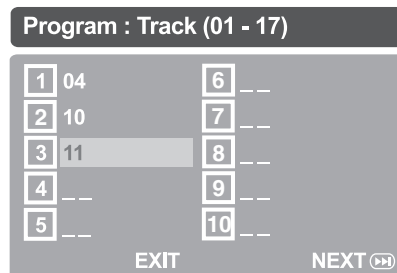 Program : Track (01 - 17)
1 04
2 10
3 11
4 _ _
5 _ _
6 _ _
7 _ _
8 _ _
9 _ _
10 _ _
EXIT
NEXT